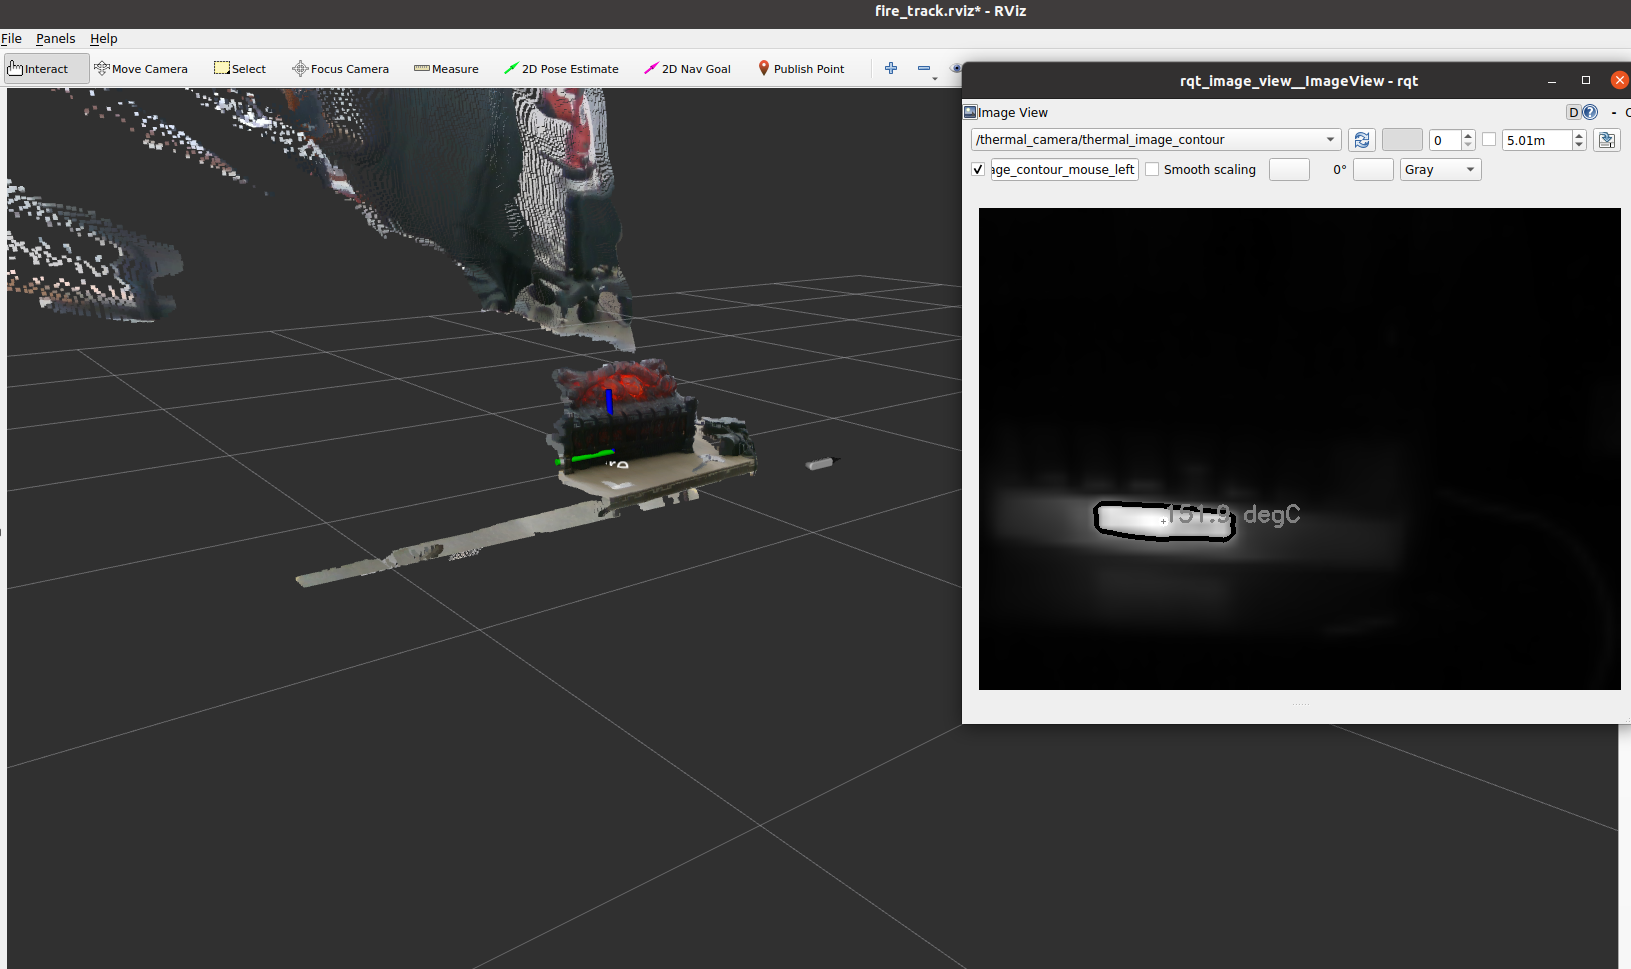 fire_track.rviz* - RViz
File Panels Help
Interact Move Camera Select Focus Camera Measure 2D Pose Estimate 2D Nav Goal Publish Point
rqt_image_view__ImageView - rqt
Image View D ? - O
/thermal_camera/thermal_image_contour 0 5.01m
age_contour_mouse_left Smooth scaling 0° Gray
151.9 degC